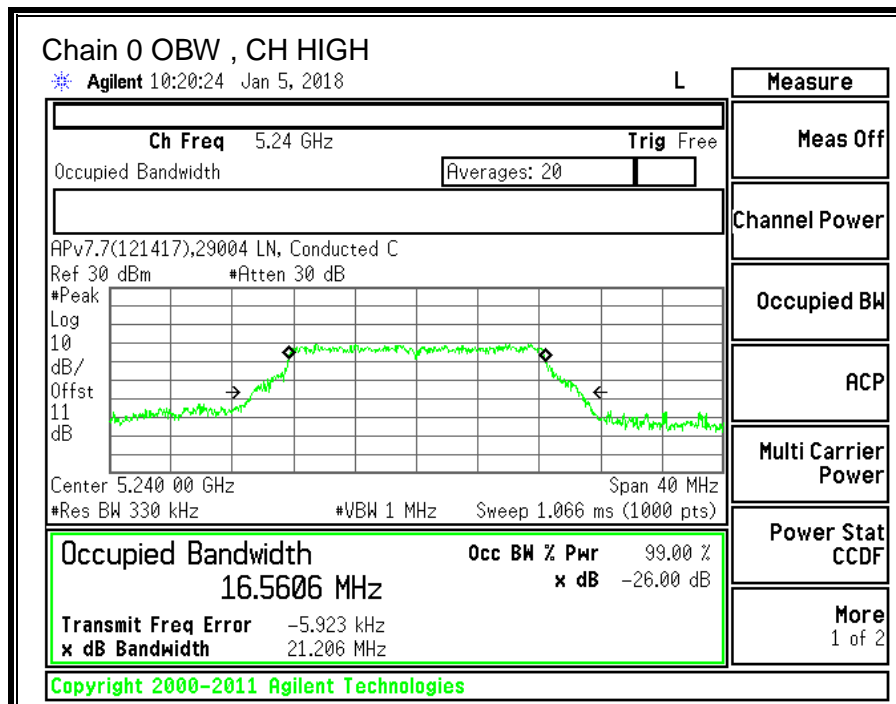 Chain 0 OBW , CH HIGH
Agilent 10:20:24 Jan 5, 2018 L
Measure
Ch Freq 5.24 GHz Trig Free
Occupied Bandwidth Averages: 20
APv7.7(121417),29004 LN, Conducted C
Ref 30 dBm #Atten 30 dB
#Peak
Log
10
dB/
Offst
11
dB
Center 5.240 00 GHz Span 40 MHz
#Res BW 330 kHz #VBW 1 MHz Sweep 1.066 ms (1000 pts)
Occupied Bandwidth Occ BW % Pwr 99.00 %
16.5606 MHz x dB -26.00 dB
Transmit Freq Error -5.923 kHz
x dB Bandwidth 21.206 MHz
Meas Off
Channel Power
Occupied BW
ACP
Multi Carrier
Power
Power Stat
CCDF
More
1 of 2
Copyright 2000-2011 Agilent Technologies